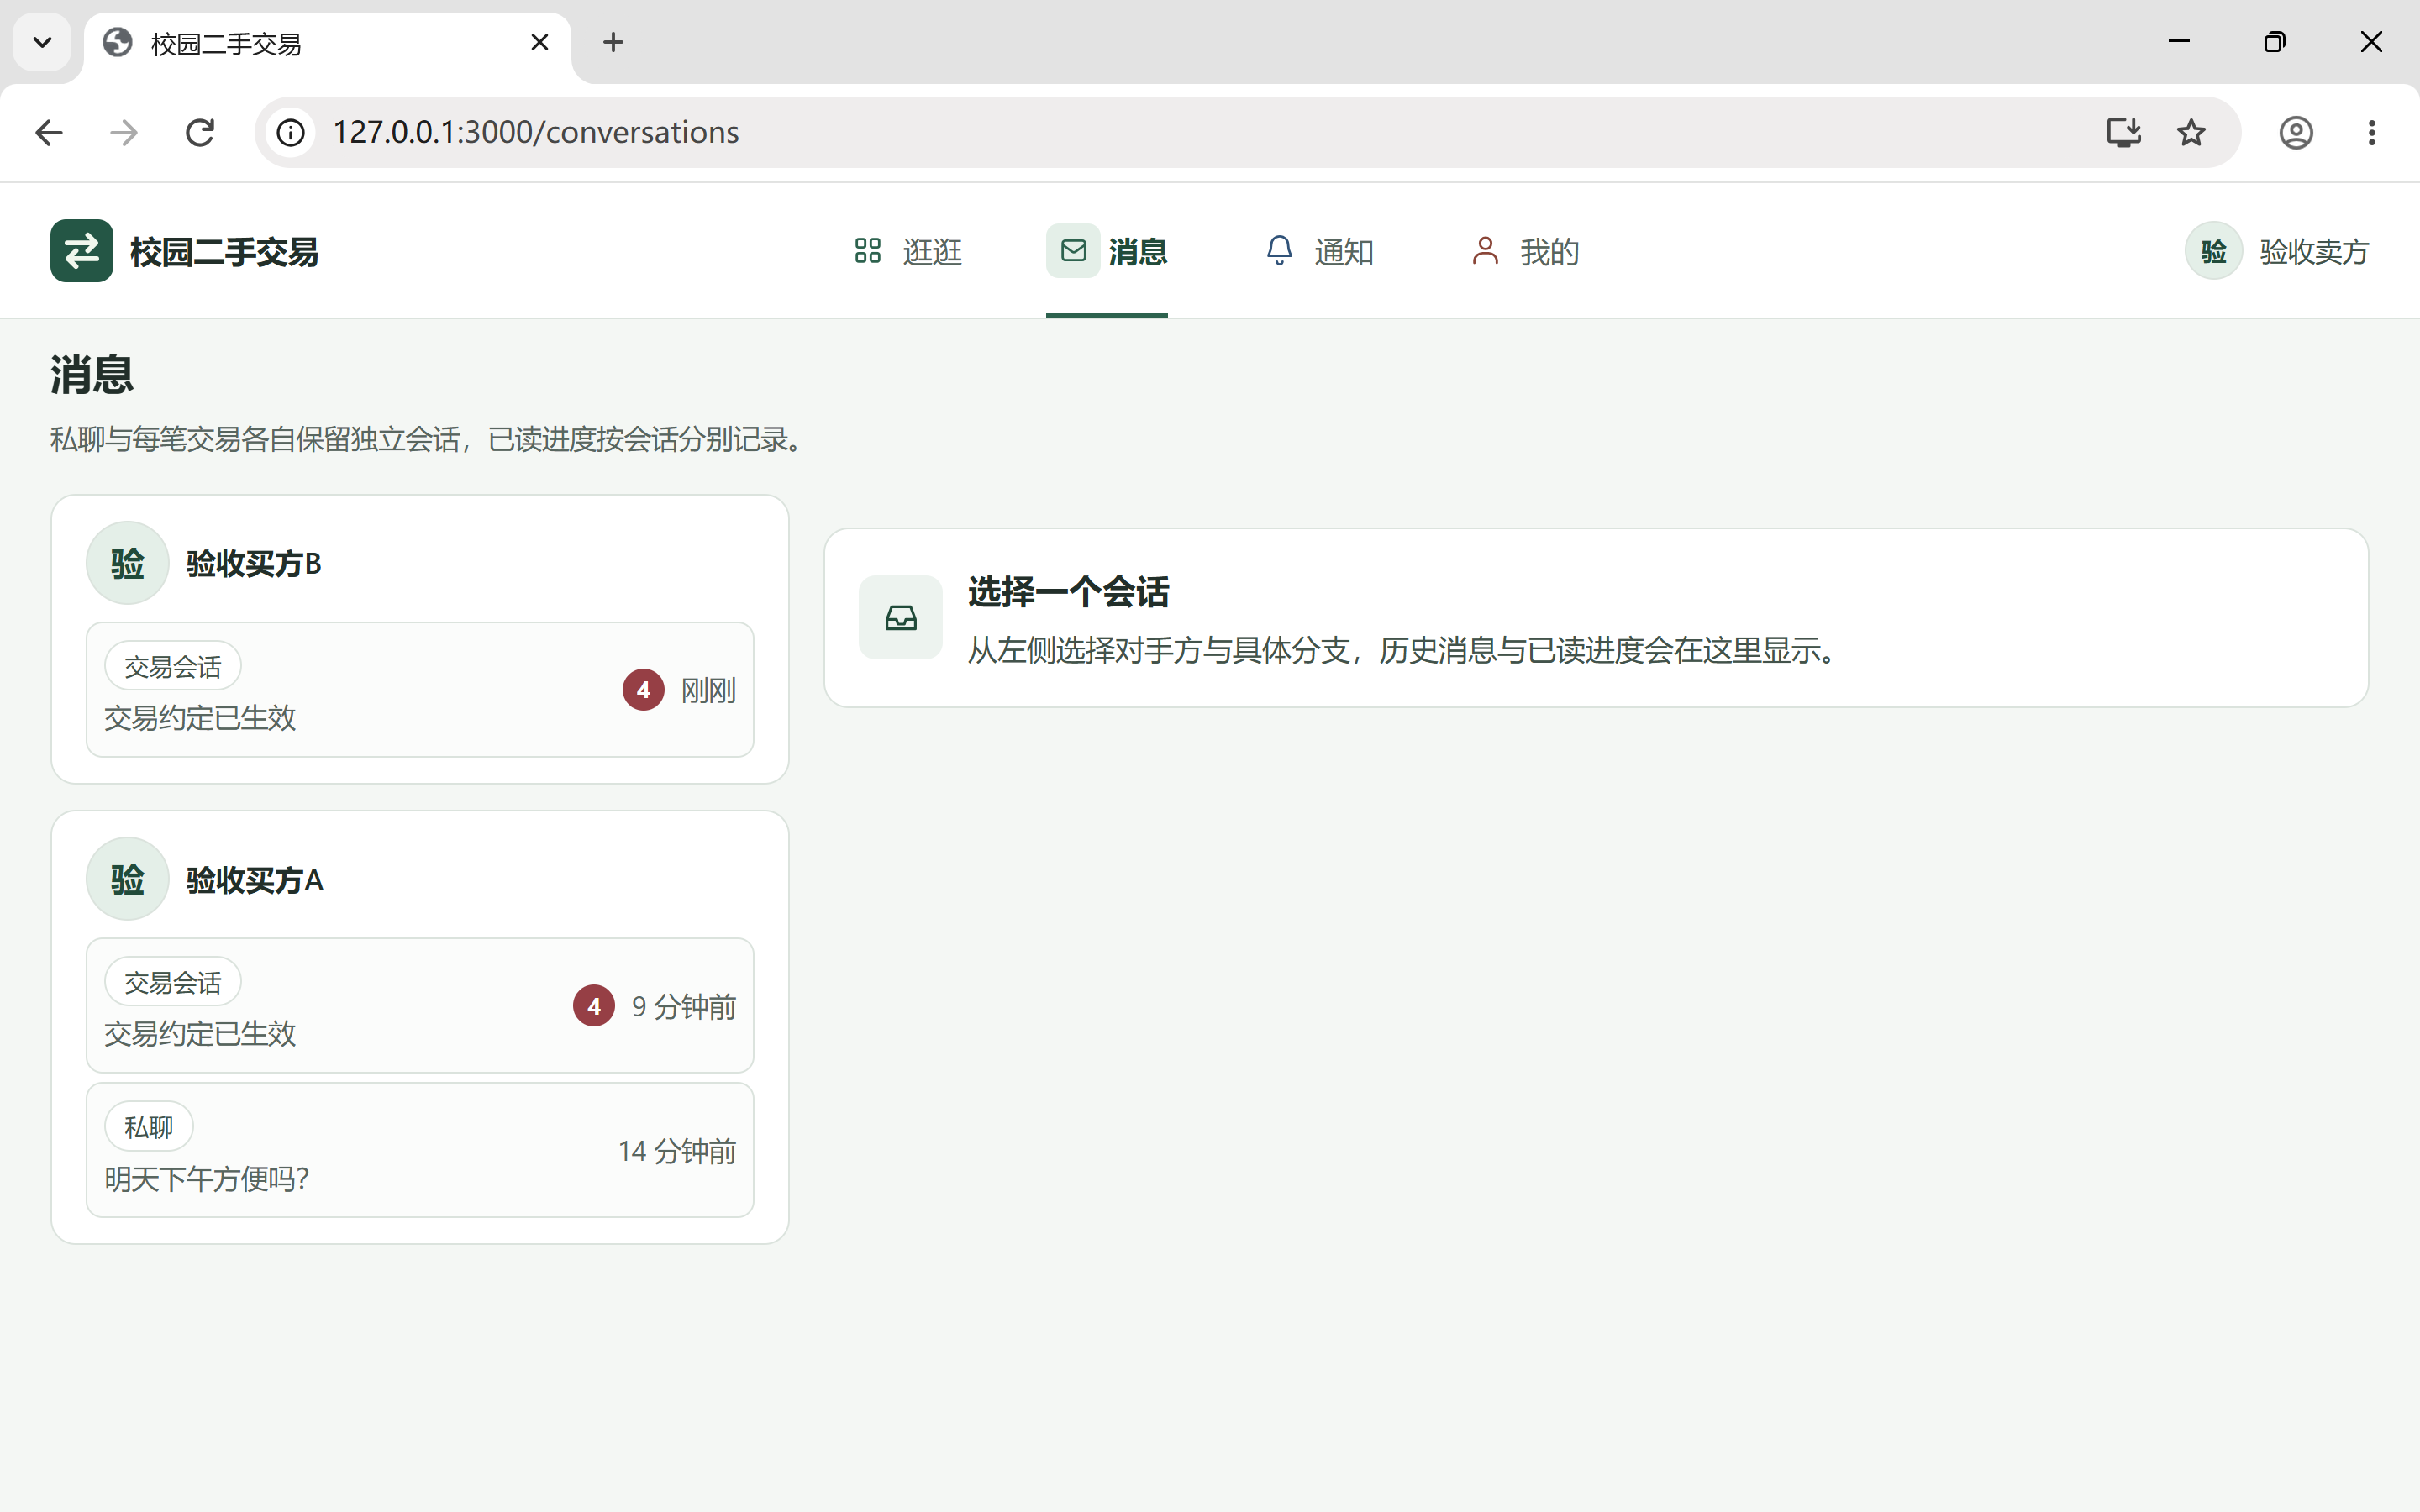 校园二手交易
127.0.0.1:3000/conversations
校园二手交易
逛逛
消息
通知
我的
验
验收卖方
消息
私聊与每笔交易各自保留独立会话，已读进度按会话分别记录。
验
验收买方B
交易会话
交易约定已生效
4
刚刚
验
验收买方A
交易会话
交易约定已生效
4
9 分钟前
私聊
明天下午方便吗？
14 分钟前
选择一个会话
从左侧选择对手方与具体分支，历史消息与已读进度会在这里显示。